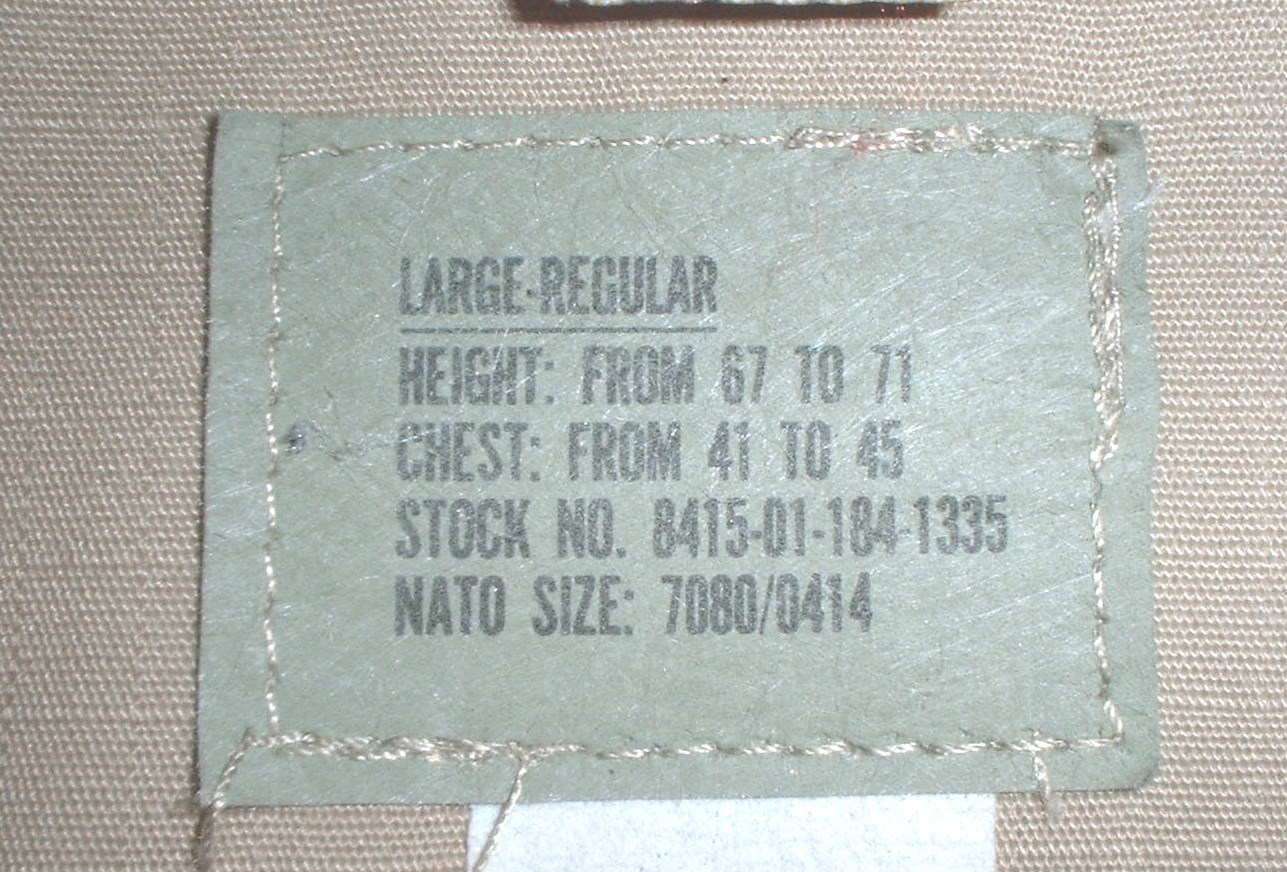 LARGE-REGULAR
HEIGHT: FROM 67 TO 71
CHEST: FROM 41 TO 45
STOCK NO. 8415-01-184-1335
NATO SIZE: 7080/0414